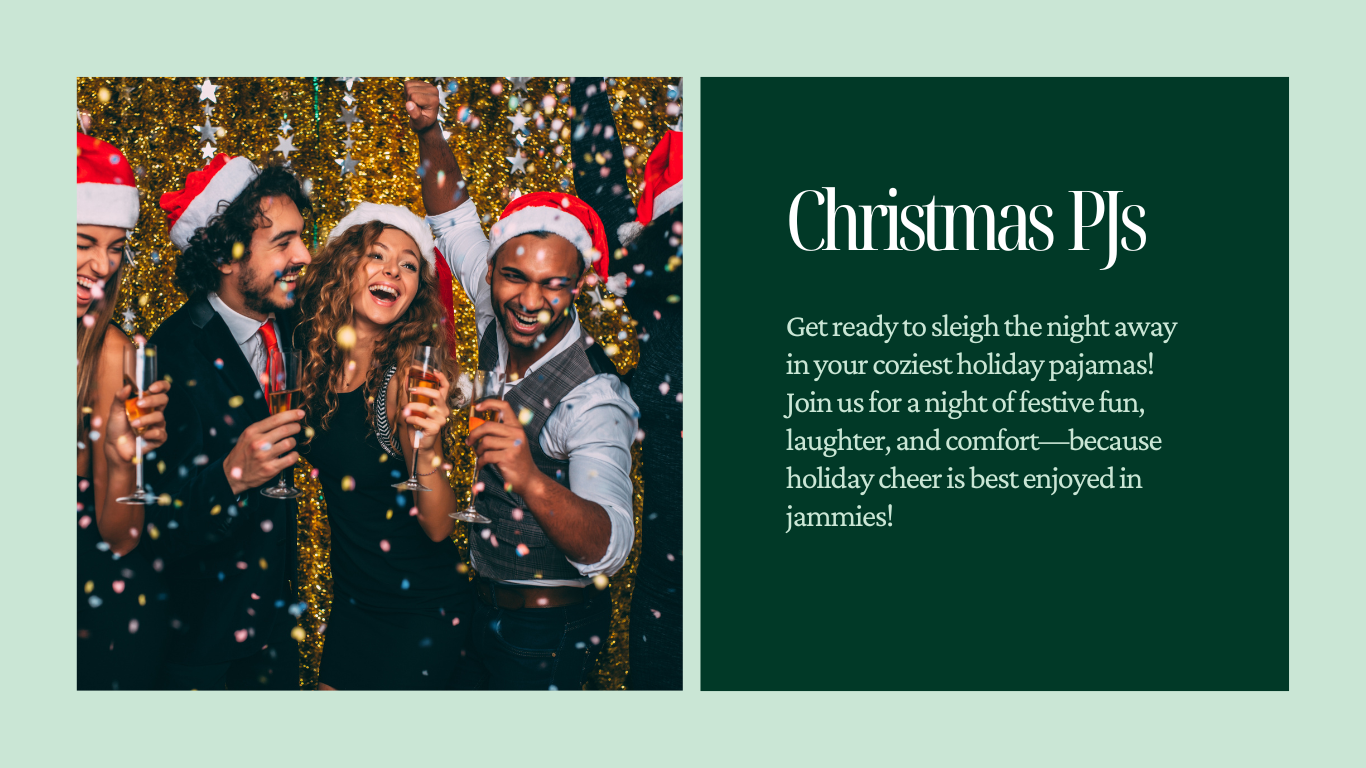 Christmas PJs
Get ready to sleigh the night away
in your coziest holiday pajamas!
Join us for a night of festive fun,
laughter, and comfort—because
holiday cheer is best enjoyed in
jammies!